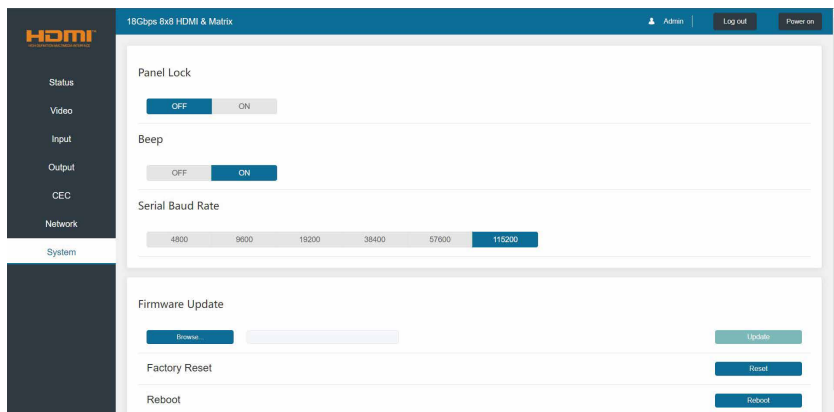 HDMI
18Gbps 8x8 HDMI & Matrix
Admin
Log out
Power on
Status
Video
Input
Output
CEC
Network
System
Panel Lock
OFF ON
Beep
OFF ON
Serial Baud Rate
4800 9600 19200 38400 57600 115200
Firmware Update
Browse... Update
Factory Reset Reset
Reboot Reboot